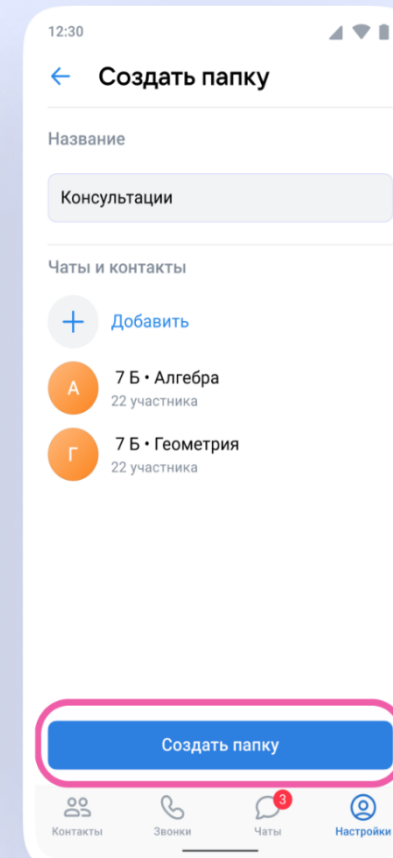 12:30
Создать папку
Название
Консультации
Чаты и контакты
Добавить
А
7 Б • Алгебра
22 участника
Г
7 Б • Геометрия
22 участника
Создать папку
3
Контакты Звонки Чаты Настройки